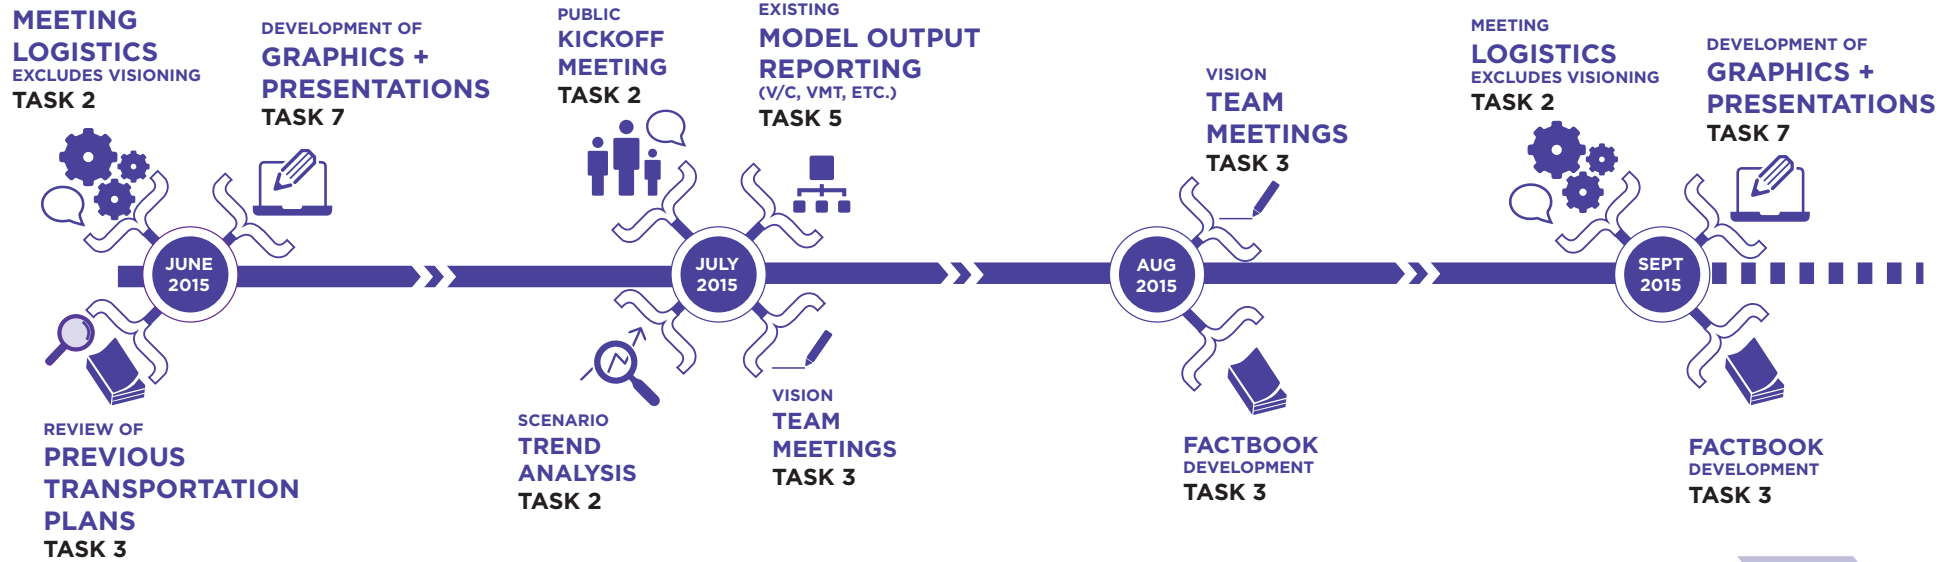 MEETING
LOGISTICS
EXCLUDES VISIONING
TASK 2
DEVELOPMENT OF
GRAPHICS +
PRESENTATIONS
TASK 7
PUBLIC
KICKOFF
MEETING
TASK 2
EXISTING
MODEL OUTPUT
REPORTING
(V/C, VMT, ETC.)
TASK 5
VISION
TEAM
MEETINGS
TASK 3
MEETING
LOGISTICS
EXCLUDES VISIONING
TASK 2
DEVELOPMENT OF
GRAPHICS +
PRESENTATIONS
TASK 7
JUNE
2015
JULY
2015
AUG
2015
SEPT
2015
REVIEW OF
PREVIOUS
TRANSPORTATION
PLANS
TASK 3
SCENARIO
TREND
ANALYSIS
TASK 2
VISION
TEAM
MEETINGS
TASK 3
FACTBOOK
DEVELOPMENT
TASK 3
FACTBOOK
DEVELOPMENT
TASK 3